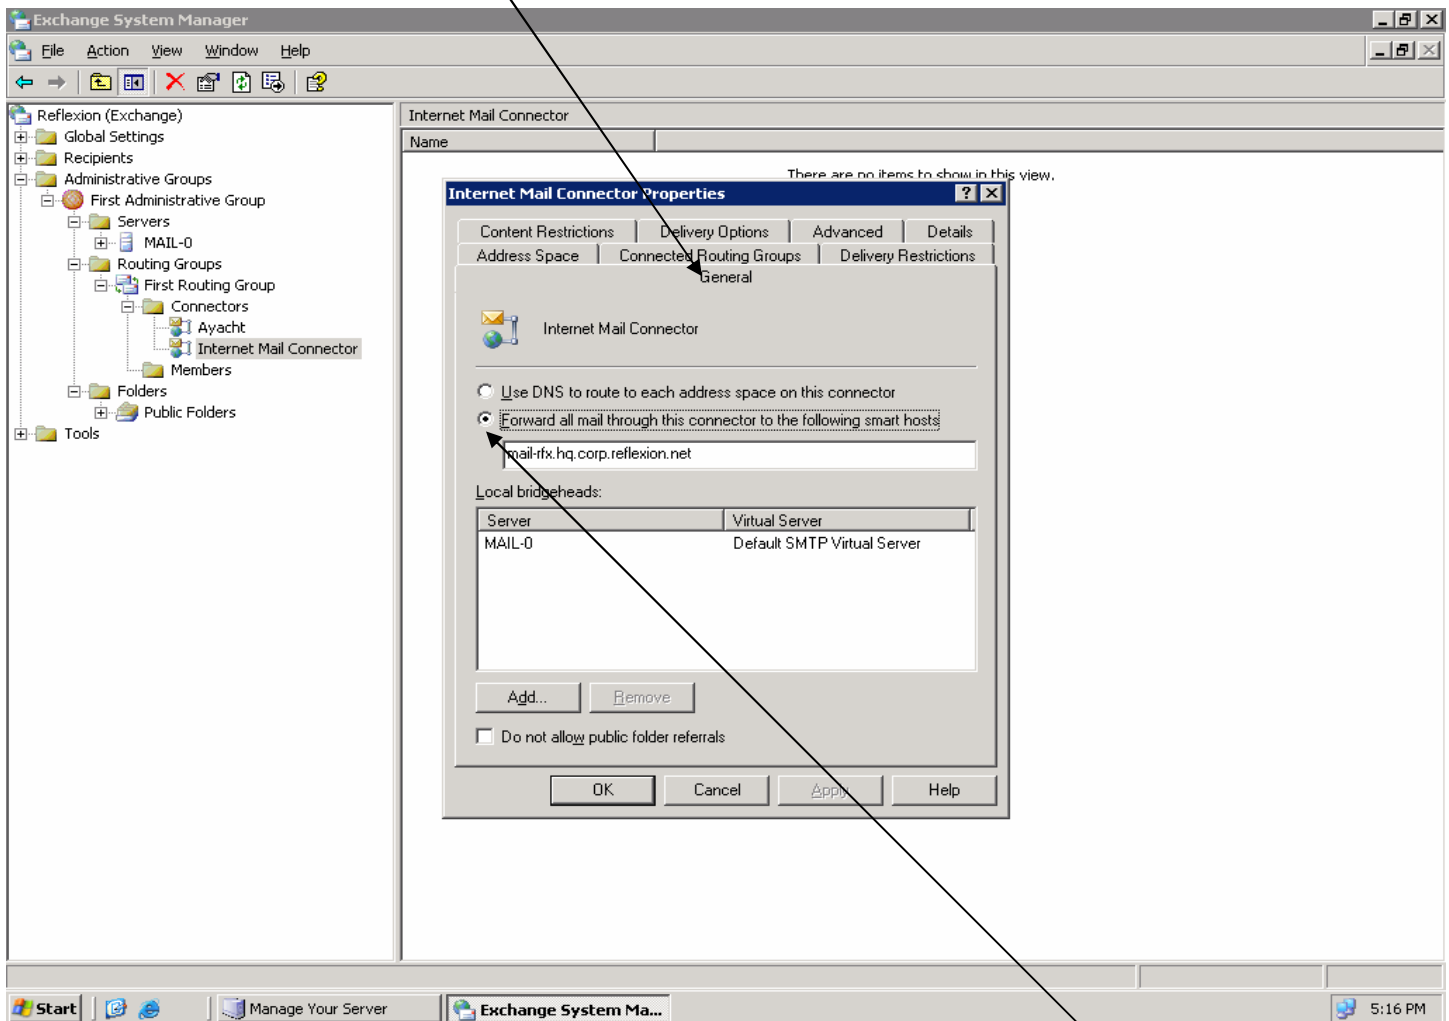 Exchange System Manager
File Action View Window Help
Reflexion (Exchange)
Global Settings
Recipients
Administrative Groups
First Administrative Group
Servers
MAIL-0
Routing Groups
First Routing Group
Connectors
Ayacht
Internet Mail Connector
Members
Folders
Public Folders
Tools
Internet Mail Connector
Name
There are no items to show in this view.
Internet Mail Connector Properties
Content Restrictions Delivery Options Advanced Details
Address Space Connected Routing Groups Delivery Restrictions
General
Internet Mail Connector
Use DNS to route to each address space on this connector
Forward all mail through this connector to the following smart hosts
mail-rfx.hq.corp.reflexion.net
Local bridgeheads:
Server Virtual Server
MAIL-0 Default SMTP Virtual Server
Add... Remove
Do not allow public folder referrals
OK Cancel Apply Help
Start Manage Your Server Exchange System Ma... 5:16 PM